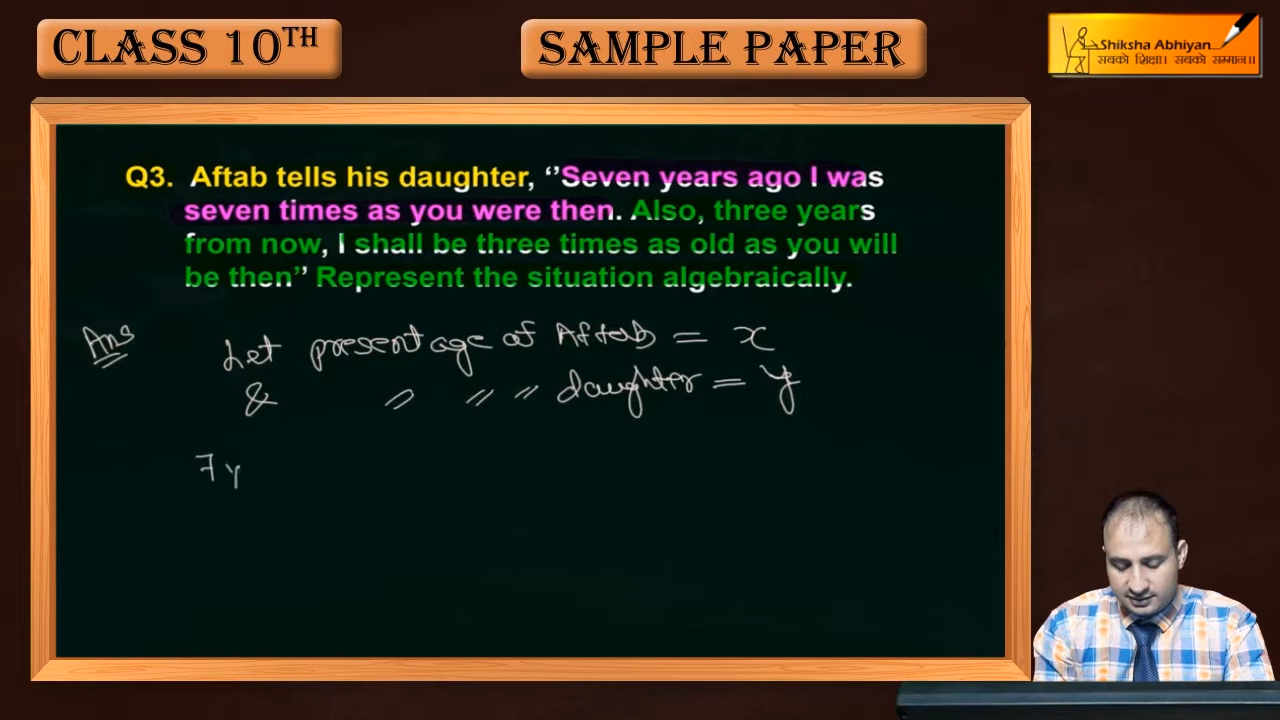 CLASS 10TH
SAMPLE PAPER
Shiksha Abhiyan
सबको शिक्षा। सबको सम्मान।।
Q3. Aftab tells his daughter, ‘’Seven years ago I was
seven times as you were then. Also, three years
from now, I shall be three times as old as you will
be then’’ Represent the situation algebraically.
Ans Let present age of Aftab = x
& " " " daughter = y
7 y